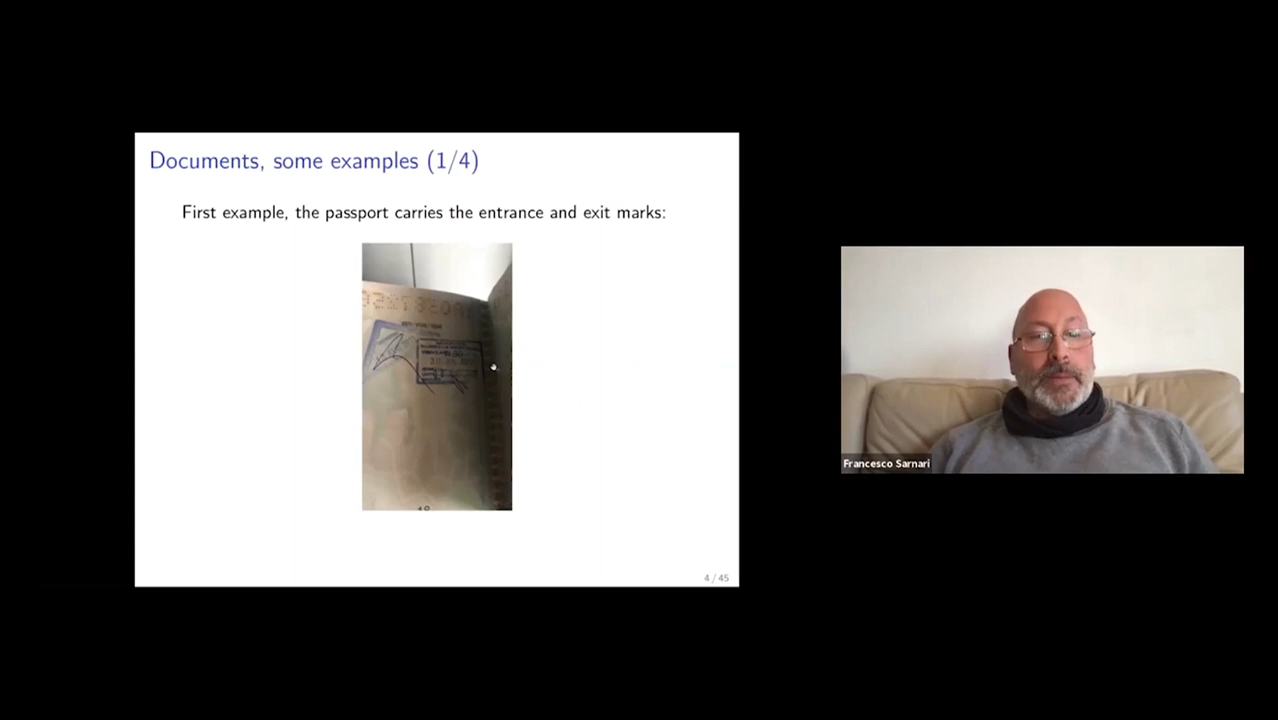 Documents, some examples (1/4)
First example, the passport carries the entrance and exit marks:
4 / 45
Francesco Sarnari